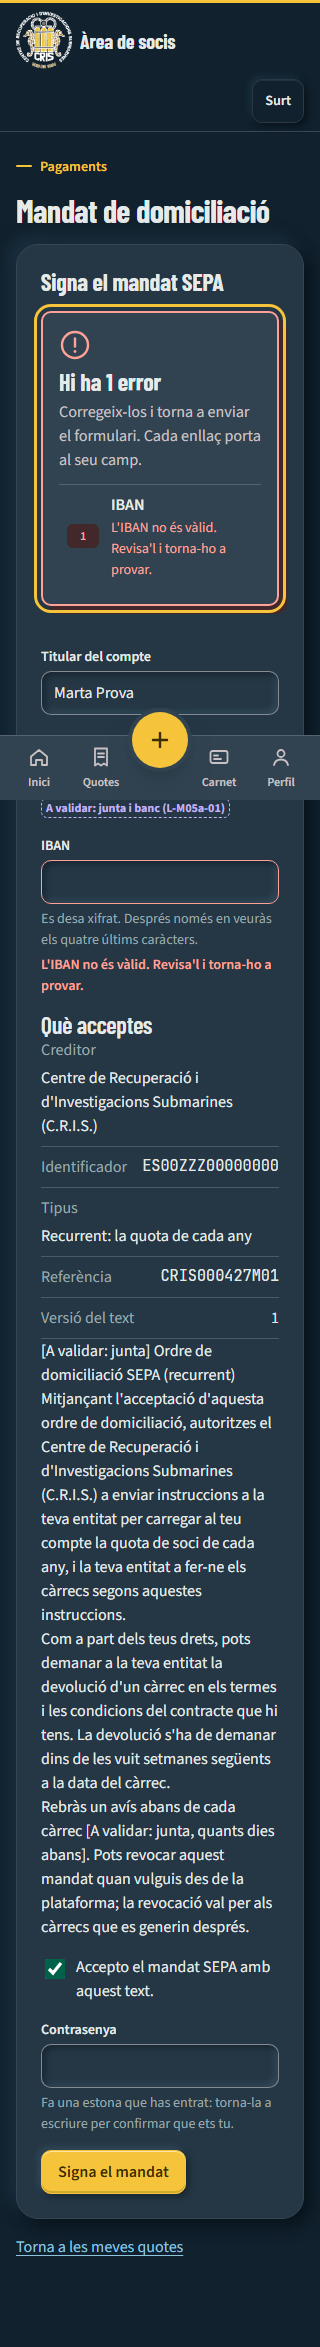 CENTRE DE RECUPERACIÓ I D'INVESTIGACIONS SUBMARINES
CRIS
Àrea de socis
Surt
Pagaments
Mandat de domiciliació
Signa el mandat SEPA
Hi ha 1 error
Corregeix-los i torna a enviar
el formulari. Cada enllaç porta
al seu camp.
1
IBAN
L'IBAN no és vàlid.
Revisa'l i torna-ho a
provar.
Titular del compte
Marta Prova
Inici
Quotes
Carnet
Perfil
A validar: junta i banc (L-M05a-01)
IBAN
Es desa xifrat. Després només en veuràs
els quatre últims caràcters.
L'IBAN no és vàlid. Revisa'l i torna-ho a
provar.
Què acceptes
Creditor
Centre de Recuperació i
d'Investigacions Submarines
(C.R.I.S.)
Identificador ES00ZZZ00000000
Tipus
Recurrent: la quota de cada any
Referència CRIS000427M01
Versió del text 1
[A validar: junta] Ordre de
domiciliació SEPA (recurrent)
Mitjançant l'acceptació d'aquesta
ordre de domiciliació, autoritzes el
Centre de Recuperació i
d'Investigacions Submarines
(C.R.I.S.) a enviar instruccions a la
teva entitat per carregar al teu
compte la quota de soci de cada
any, i la teva entitat a fer-ne els
càrrecs segons aquestes
instruccions.
Com a part dels teus drets, pots
demanar a la teva entitat la
devolució d'un càrrec en els termes
i les condicions del contracte que hi
tens. La devolució s'ha de demanar
dins de les vuit setmanes següents
a la data del càrrec.
Rebràs un avís abans de cada
càrrec [A validar: junta, quants dies
abans]. Pots revocar aquest
mandat quan vulguis des de la
plataforma; la revocació val per als
càrrecs que es generin després.
Accepto el mandat SEPA amb
aquest text.
Contrasenya
Fa una estona que has entrat: torna-la a
escriure per confirmar que ets tu.
Signa el mandat
Torna a les meves quotes